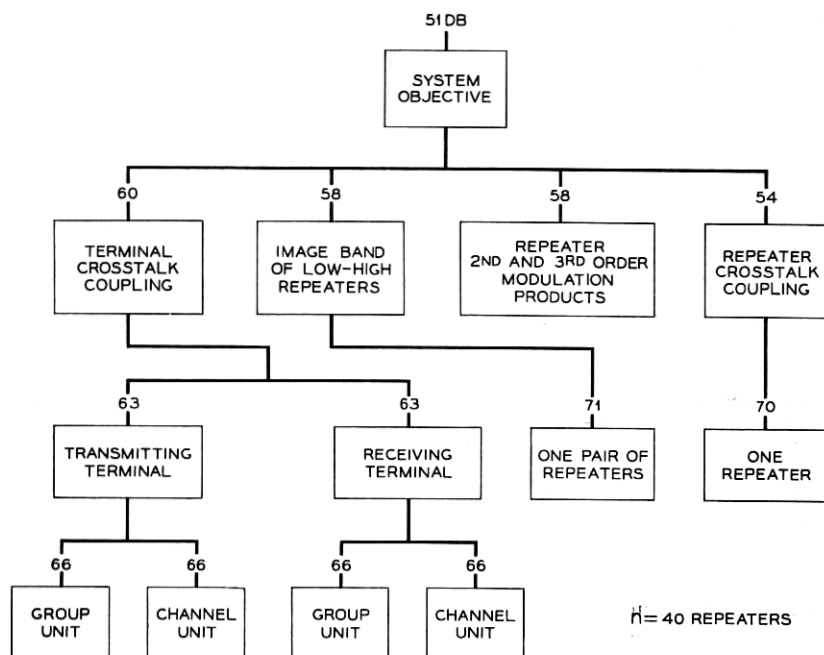 51 DB
SYSTEM
OBJECTIVE
60
58
58
54
TERMINAL
CROSSTALK
COUPLING
IMAGE BAND
OF LOW-HIGH
REPEATERS
REPEATER
2ND AND 3RD ORDER
MODULATION
PRODUCTS
REPEATER
CROSSTALK
COUPLING
63
63
71
70
TRANSMITTING
TERMINAL
RECEIVING
TERMINAL
ONE PAIR OF
REPEATERS
ONE
REPEATER
66
66
66
66
GROUP
UNIT
CHANNEL
UNIT
GROUP
UNIT
CHANNEL
UNIT
n = 40 REPEATERS